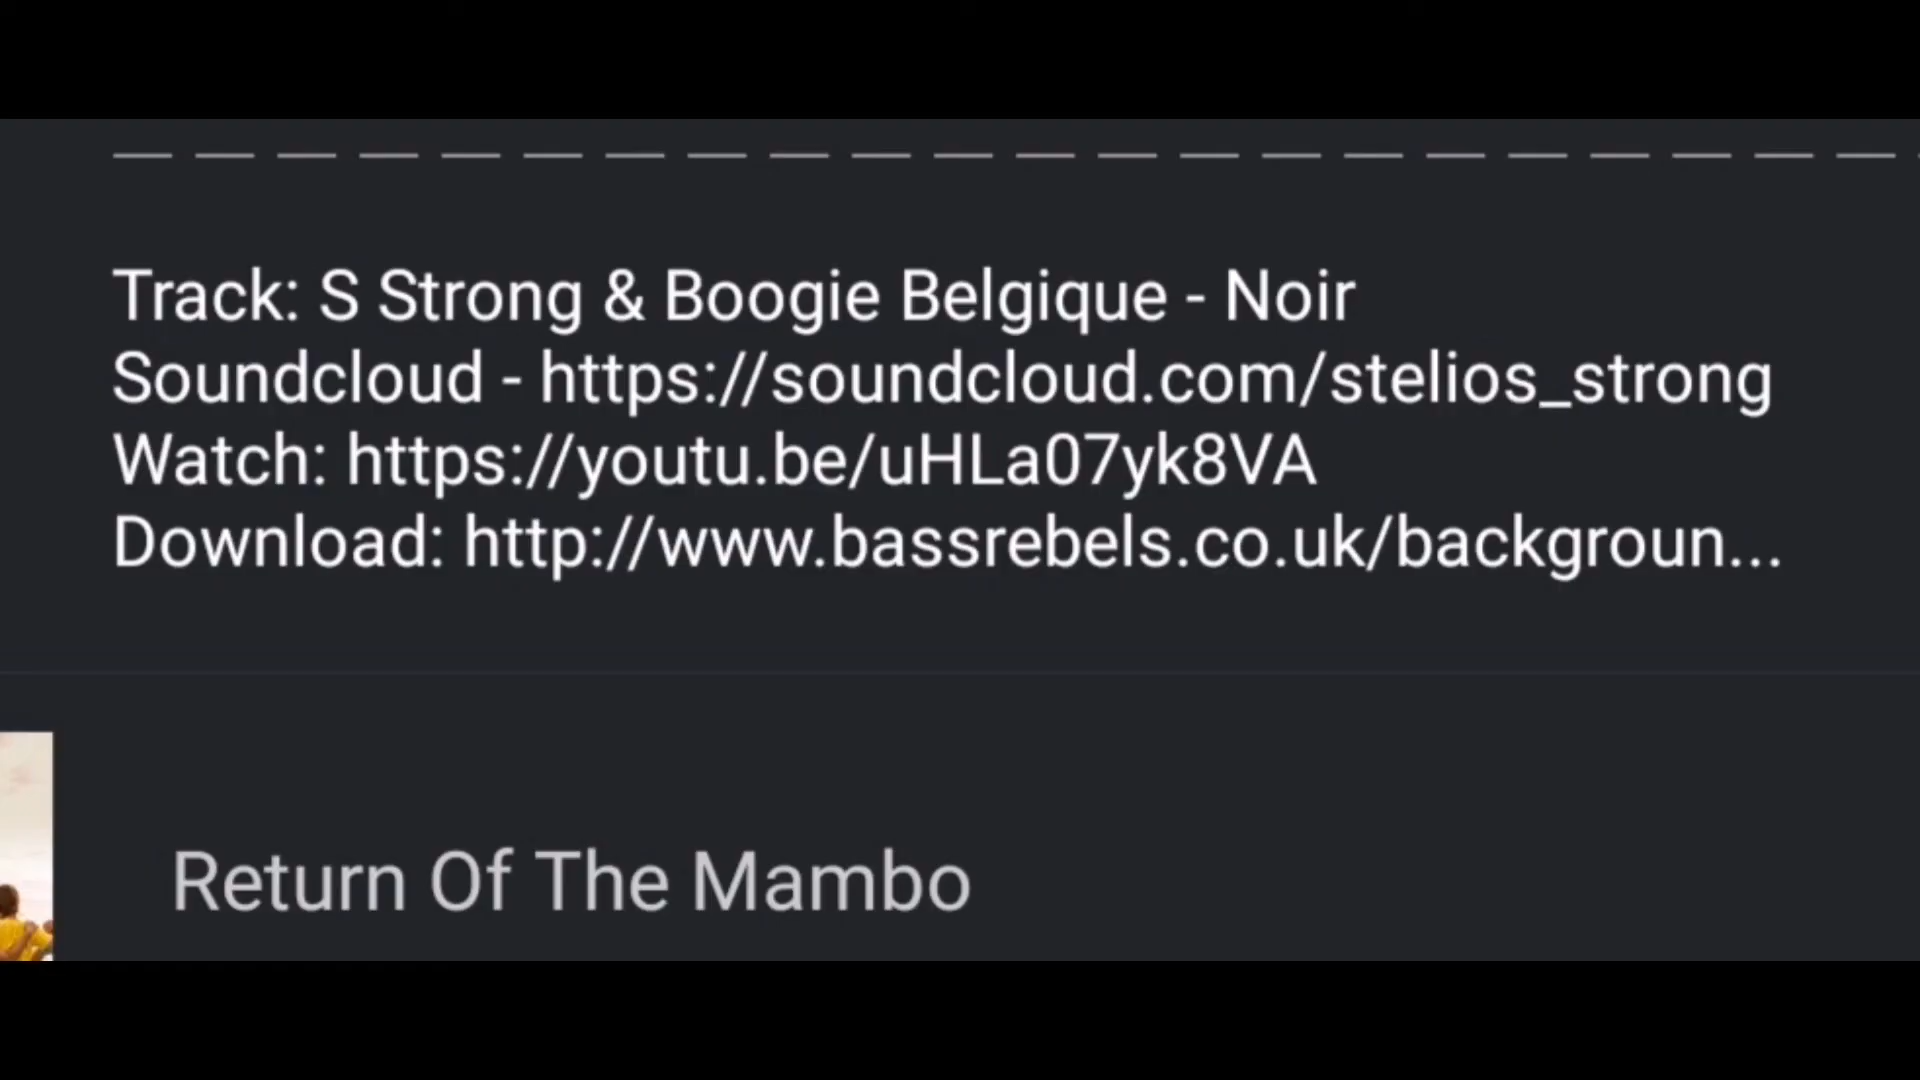 Track: S Strong & Boogie Belgique - Noir
Soundcloud - https://soundcloud.com/stelios_strong
Watch: https://youtu.be/uHLa07yk8VA
Download: http://www.bassrebels.co.uk/backgroun...
Return Of The Mambo